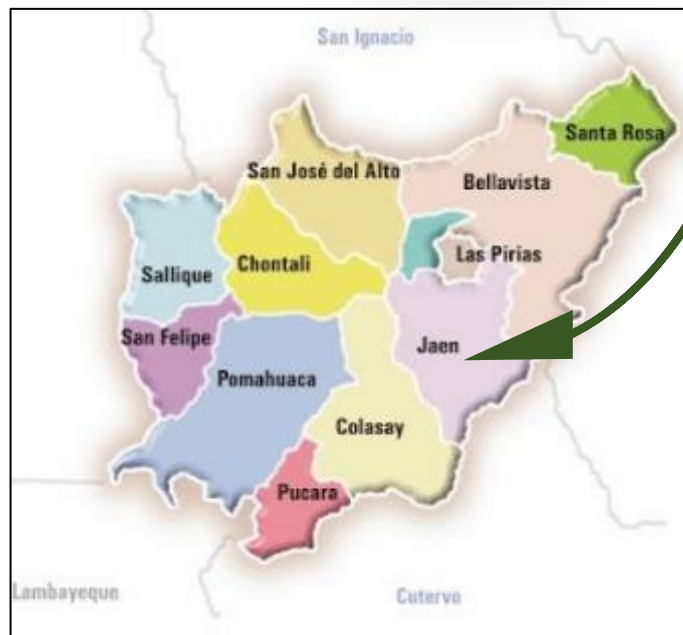 San Ignacio
Santa Rosa
San José del Alto
Bellavista
Las Pirias
Chontali
Sallique
San Felipe
Jaen
Pomahuaca
Colasay
Pucara
Lambayeque
Cutervo